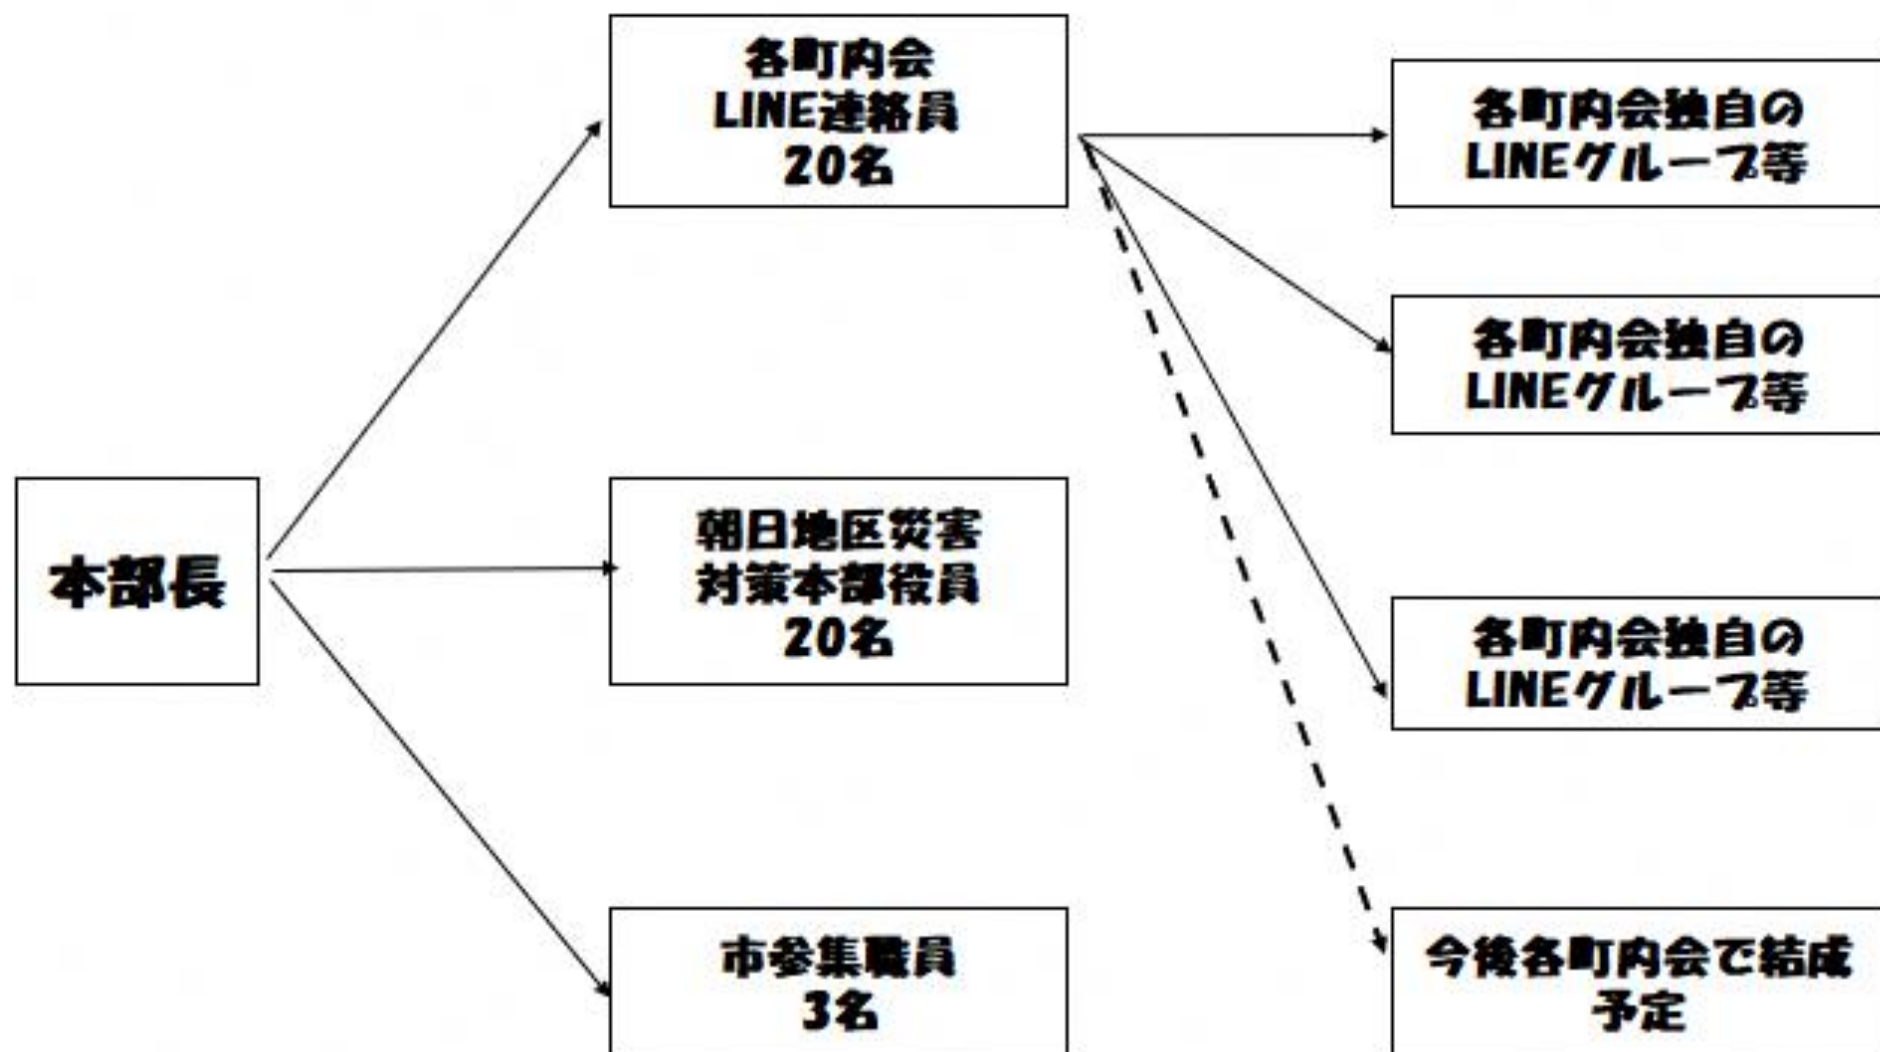 本部長
各町内会
LINE連絡員
20名
朝日地区災害
対策本部役員
20名
市参集職員
3名
各町内会独自の
LINEグループ等
各町内会独自の
LINEグループ等
各町内会独自の
LINEグループ等
今後各町内会で結成
予定